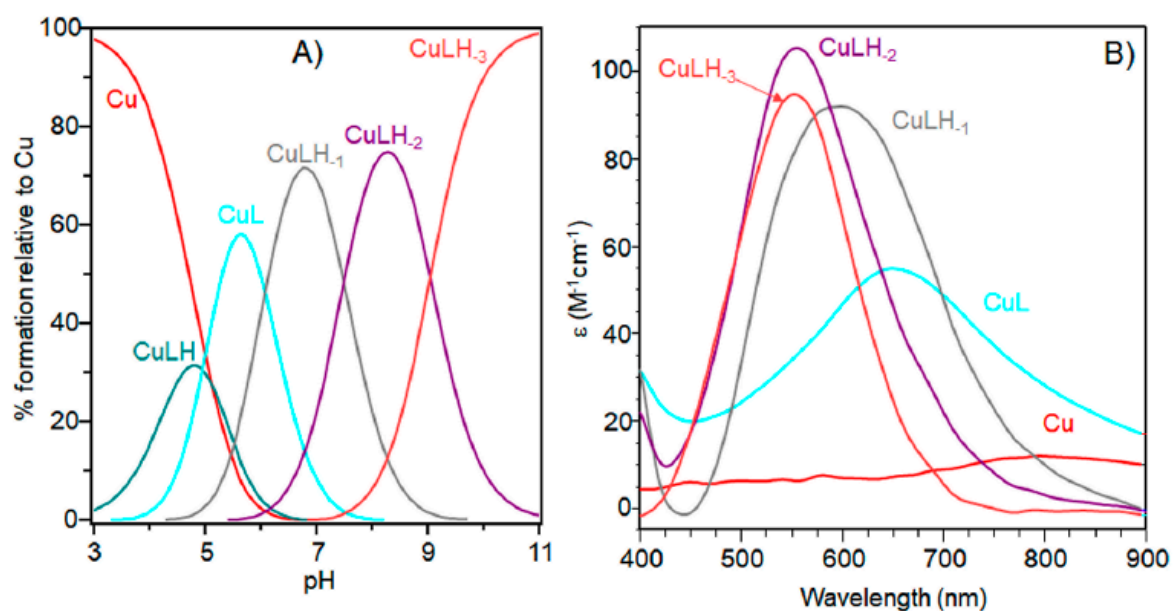 A)
% formation relative to Cu
100
80
60
40
20
0
3
5
7
9
11
pH
Cu
CuLH
CuL
CuLH-1
CuLH-2
CuLH-3
B)
ε (M-1cm-1)
100
80
60
40
20
0
400
500
600
700
800
900
Wavelength (nm)
CuLH-3
CuLH-2
CuLH-1
CuL
Cu